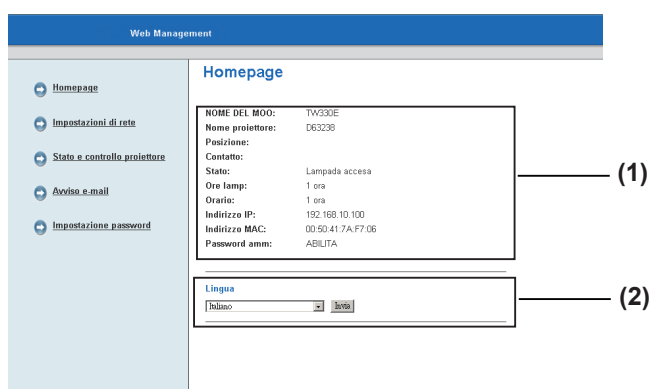 Web Management
Homepage
Impostazioni di rete
Stato e controllo proiettore
Avviso e-mail
Impostazione password
Homepage
NOME DEL MOO: TW330E
Nome proiettore: D63238
Posizione:
Contatto:
Stato: Lampada accesa
Ore lamp: 1 ora
Orario: 1 ora
Indirizzo IP: 192.168.10.100
Indirizzo MAC: 00:50:41:7A:F7:06
Password amm: ABILITA
(1)
Lingua
Italiano Invia
(2)